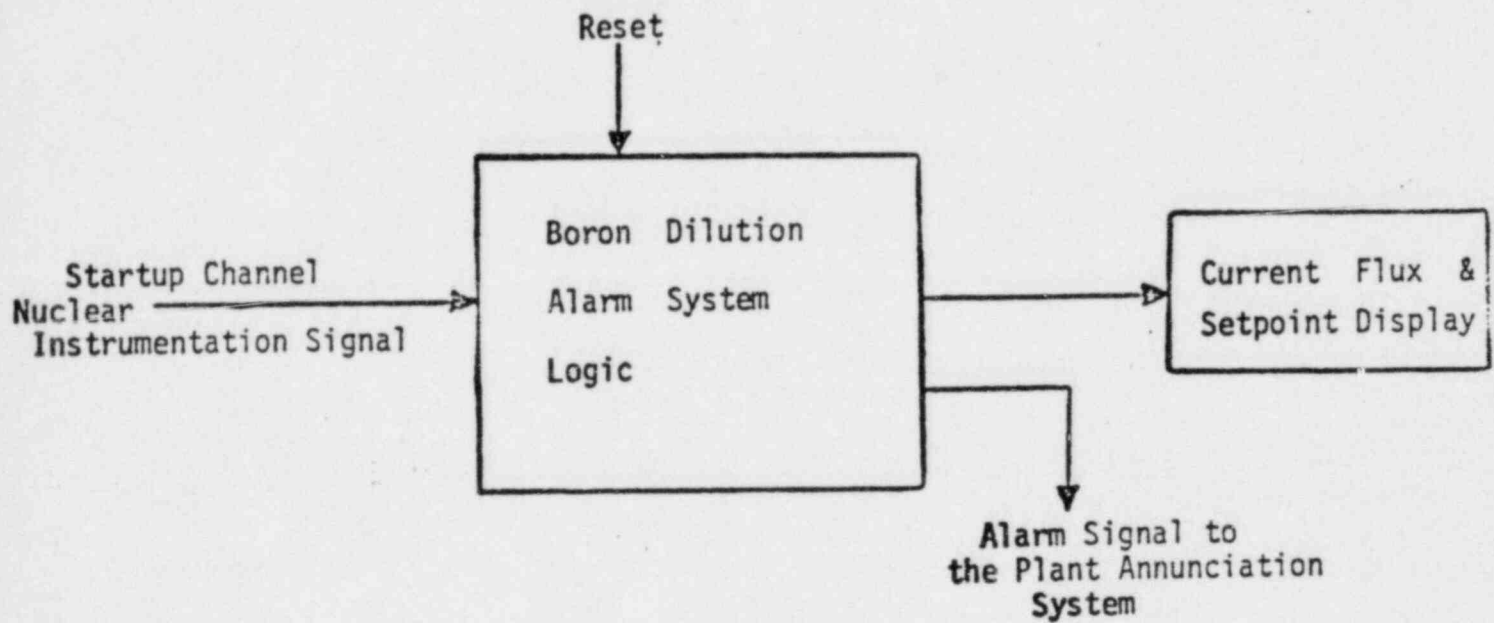 Reset
Boron Dilution
Alarm System
Logic
Startup Channel
Nuclear
Instrumentation Signal
Current Flux &
Setpoint Display
Alarm Signal to
the Plant Annunciation
System